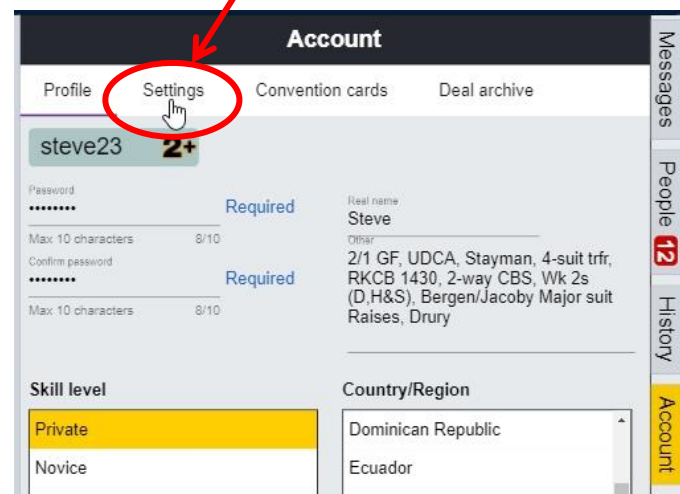 Account
Profile Settings Convention cards Deal archive
steve23 2+
Password
•••••••• Required
Max 10 characters 8/10
Confirm password
•••••••• Required
Max 10 characters 8/10
Real name
Steve
Other
2/1 GF, UDCA, Stayman, 4-suit trfr,
RKCB 1430, 2-way CBS, Wk 2s
(D,H&S), Bergen/Jacoby Major suit
Raises, Drury
Skill level
Private
Novice
Country/Region
Dominican Republic
Ecuador
Messages
People 12
History
Account